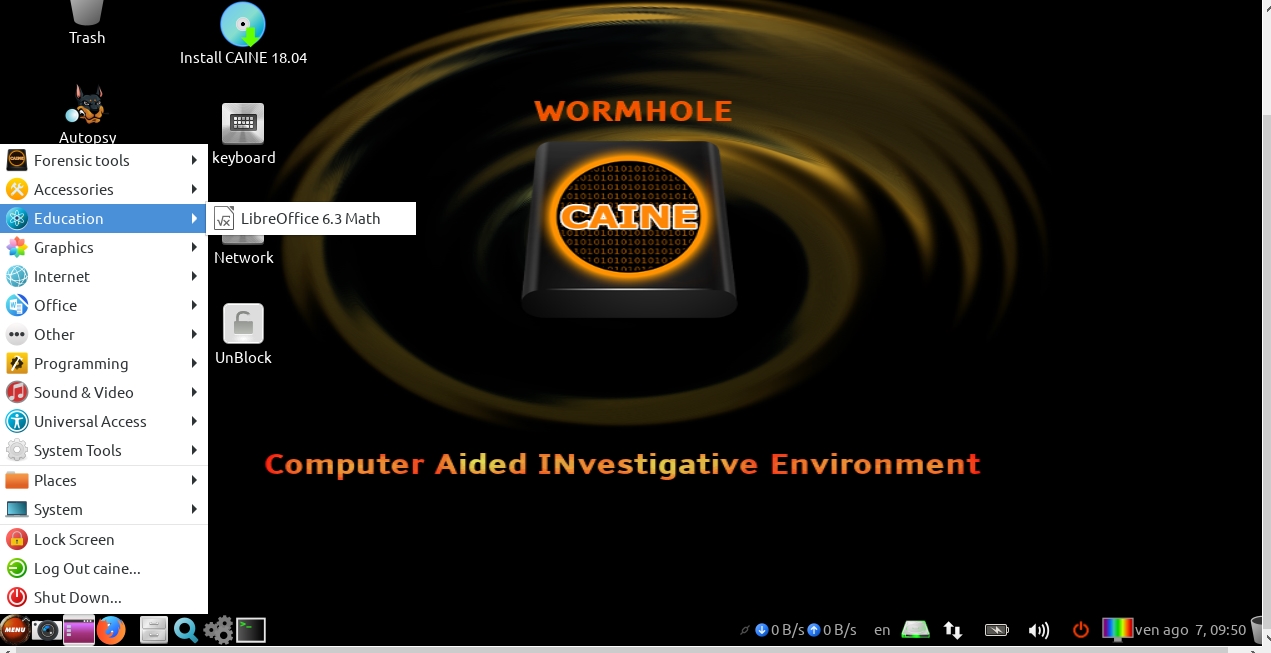 Trash
Install CAINE 18.04
WORMHOLE
Autopsy
keyboard
CAINE
Forensic tools
Accessories
Education
LibreOffice 6.3 Math
Graphics
Network
Internet
Office
Other
UnBlock
Programming
Sound & Video
Universal Access
System Tools
Computer Aided INvestigative Environment
Places
System
Lock Screen
Log Out caine...
Shut Down...
MENU
0 B/s 0 B/s en ven ago 7, 09:50